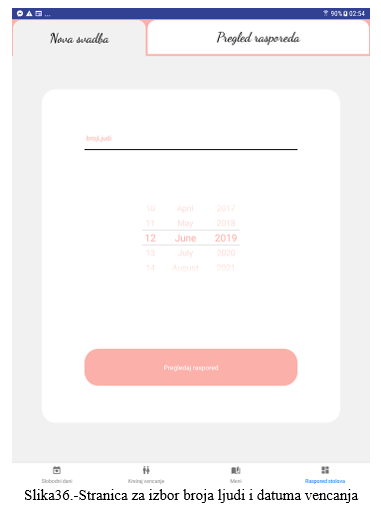 ... 90% 02:54
Nova svadba Pregled rasporeda
broj ljudi
10 April 2017
11 May 2018
12 June 2019
13 July 2020
14 August 2021
Pregledaj raspored
Slobodni dani Kreiraj vencanje Meni Raspored stolova
Slika36.-Stranica za izbor broja ljudi i datuma vencanja